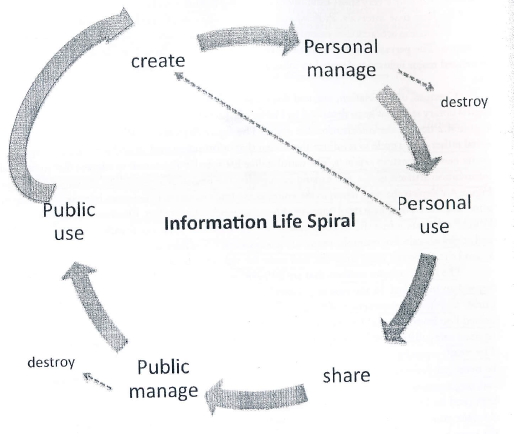 create
Personal
manage
destroy
Personal
use
Information Life Spiral
Public
use
share
Public
manage
destroy